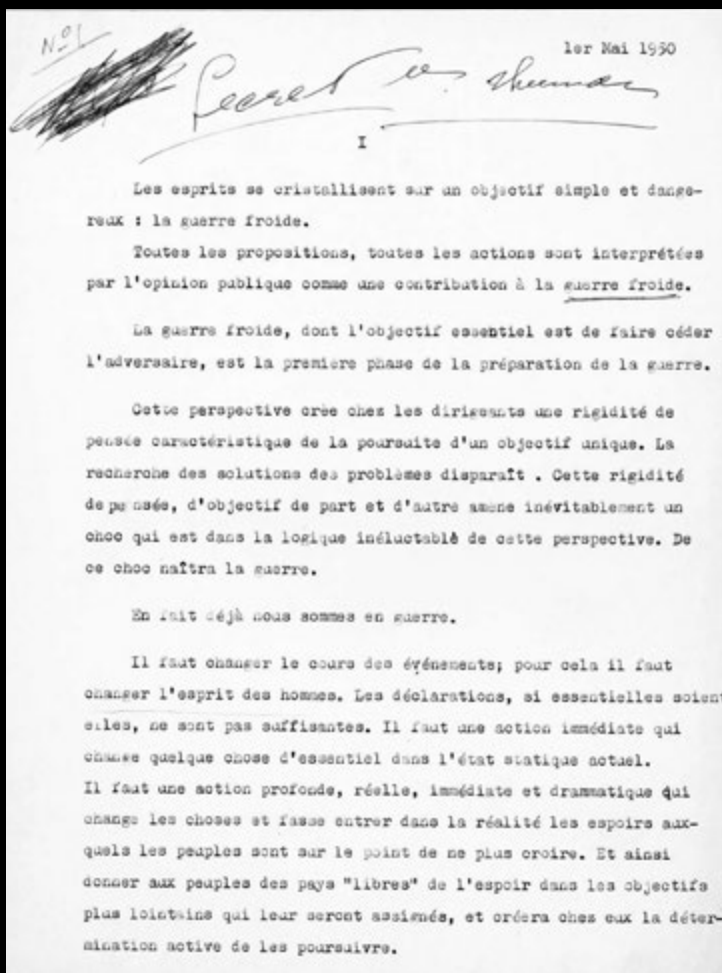 N° 1
1er Mai 1950
Secret
I
Les esprits se cristallisent sur un objectif simple et dange-
reux : la guerre froide.
Toutes les propositions, toutes les actions sont interprétées
par l'opinion publique comme une contribution à la guerre froide.
La guerre froide, dont l'objectif essentiel est de faire céder
l'adversaire, est la première phase de la préparation de la guerre.
Cette perspective crée chez les dirigeants une rigidité de
pensée caractéristique de la poursuite d'un objectif unique. La
recherche des solutions des problèmes disparaît . Cette rigidité
de pensée, d'objectif de part et d'autre amène inévitablement un
choc qui est dans la logique inéluctablè de cette perspective. De
ce choc naîtra la guerre.
En fait déjà nous sommes en guerre.
Il faut changer le cours des événements; pour cela il faut
changer l'esprit des hommes. Les déclarations, si essentielles soient
elles, ne sont pas suffisantes. Il faut une action immédiate qui
change quelque chose d'essentiel dans l'état statique actuel.
Il faut une action profonde, réelle, immédiate et drammatique qui
change les choses et fasse entrer dans la réalité les espoirs aux-
quels les peuples sont sur le point de ne plus croire. Et ainsi
donner aux peuples des pays "libres" de l'espoir dans les objectifs
plus lointains qui leur seront assignés, et créera chez eux la déter-
mination active de les poursuivre.